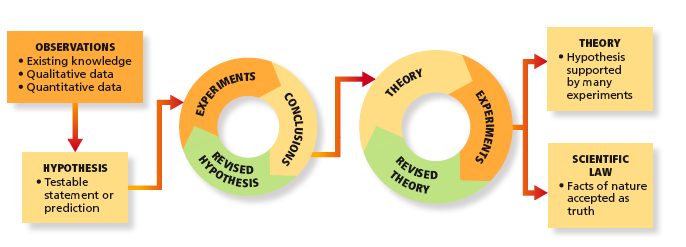 OBSERVATIONS
• Existing knowledge
• Qualitative data
• Quantitative data
HYPOTHESIS
• Testable
statement or
prediction
EXPERIMENTS
CONCLUSIONS
REVISED
HYPOTHESIS
THEORY
EXPERIMENTS
REVISED
THEORY
THEORY
• Hypothesis
supported
by many
experiments
SCIENTIFIC
LAW
• Facts of nature
accepted as
truth